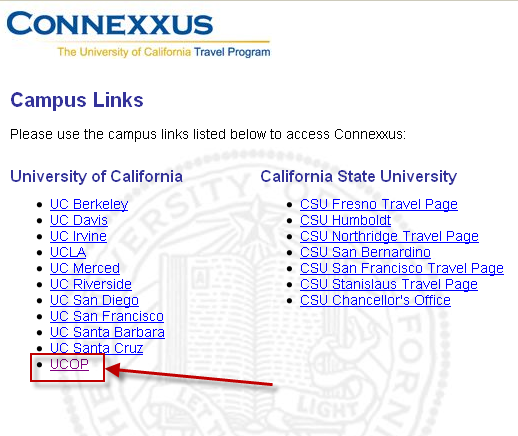 CONNEXXUS
The University of California Travel Program
Campus Links
Please use the campus links listed below to access Connexxus:
University of California
UC Berkeley
UC Davis
UC Irvine
UCLA
UC Merced
UC Riverside
UC San Diego
UC San Francisco
UC Santa Barbara
UC Santa Cruz
UCOP
California State University
CSU Fresno Travel Page
CSU Humboldt
CSU Northridge Travel Page
CSU San Bernardino
CSU San Francisco Travel Page
CSU Stanislaus Travel Page
CSU Chancellor's Office
LIGHT